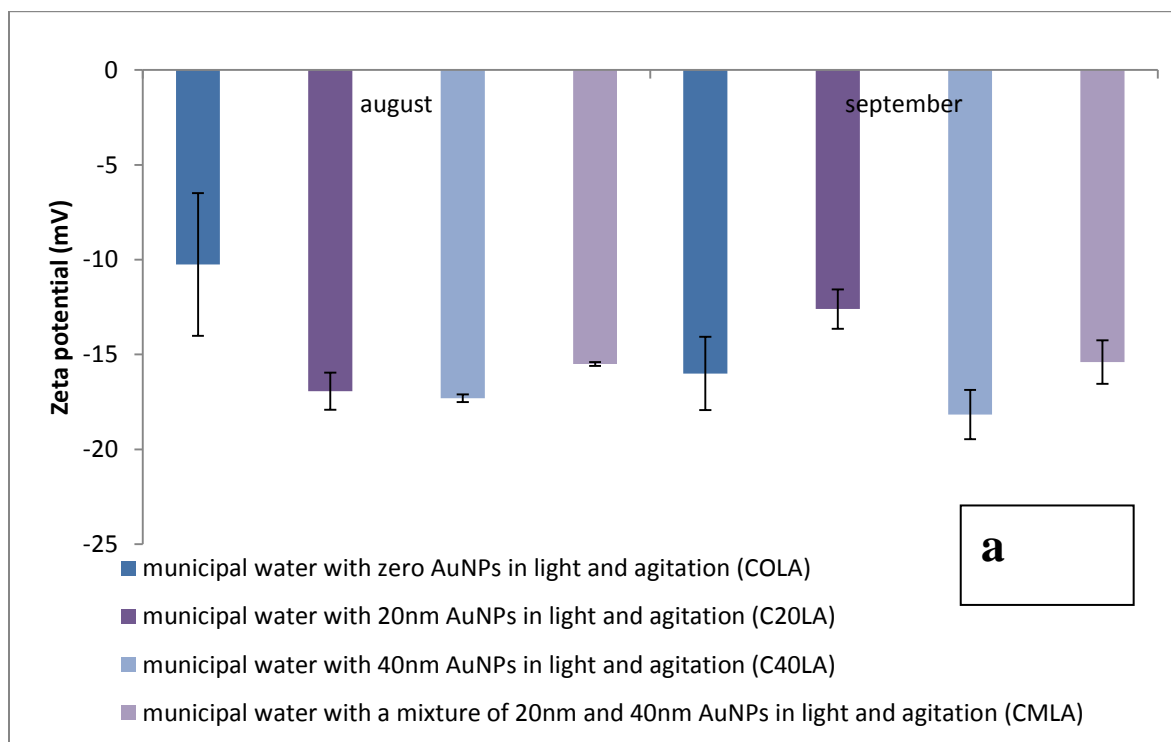 0
august
september
-5
-10
-15
-20
-25
Zeta potential (mV)
a
municipal water with zero AuNPs in light and agitation (COLA)
municipal water with 20nm AuNPs in light and agitation (C20LA)
municipal water with 40nm AuNPs in light and agitation (C40LA)
municipal water with a mixture of 20nm and 40nm AuNPs in light and agitation (CMLA)